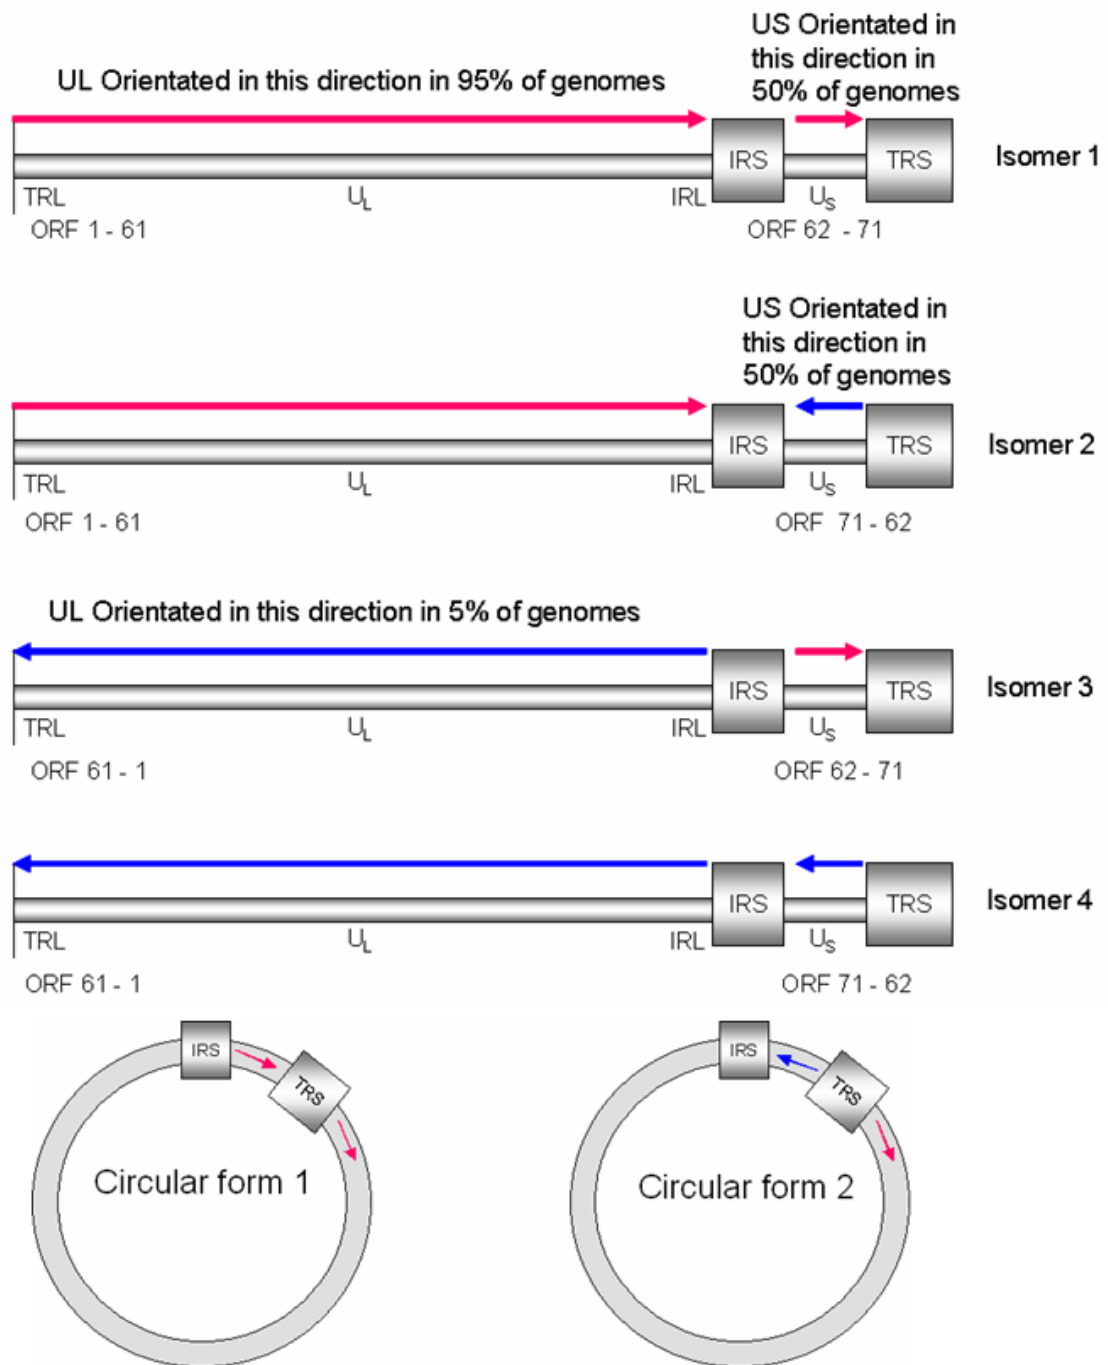 US Orientated in
this direction in
50% of genomes
UL Orientated in this direction in 95% of genomes
IRS
TRS
Isomer 1
TRL
UL
IRL
US
ORF 1 - 61
ORF 62 - 71
US Orientated in
this direction in
50% of genomes
IRS
TRS
Isomer 2
TRL
UL
IRL
US
ORF 1 - 61
ORF 71 - 62
UL Orientated in this direction in 5% of genomes
IRS
TRS
Isomer 3
TRL
UL
IRL
US
ORF 61 - 1
ORF 62 - 71
IRS
TRS
Isomer 4
TRL
UL
IRL
US
ORF 61 - 1
ORF 71 - 62
IRS
TRS
Circular form 1
IRS
TRS
Circular form 2